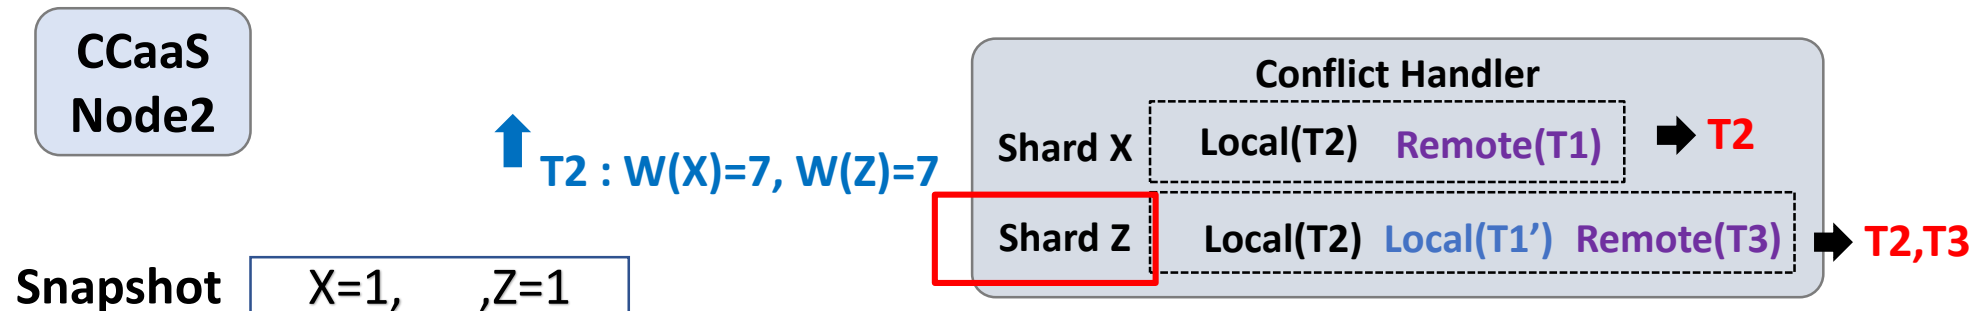 CCaaS
Node2
T2 : W(X)=7, W(Z)=7
Conflict Handler
Shard X Local(T2) Remote(T1) T2
Shard Z Local(T2) Local(T1’) Remote(T3) T2,T3
Snapshot X=1, ,Z=1